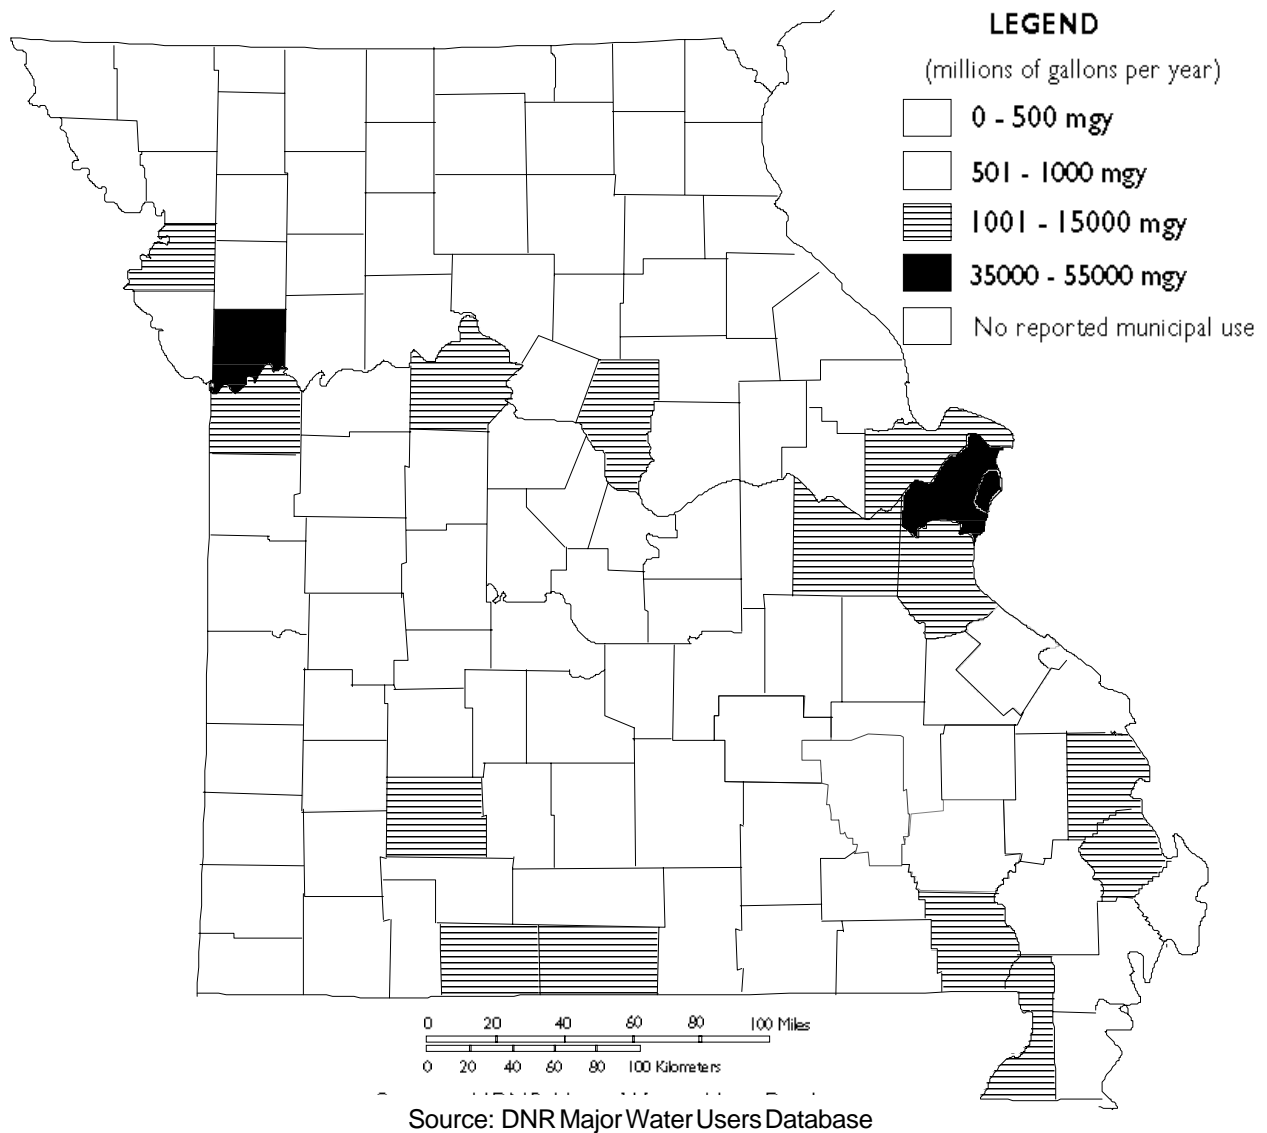 LEGEND
(millions of gallons per year)
0 - 500 mgy
501 - 1000 mgy
1001 - 15000 mgy
35000 - 55000 mgy
No reported municipal use
0 20 40 60 80 100 Miles
0 20 40 60 80 100 Kilometers
Source: DNR Major Water Users Database